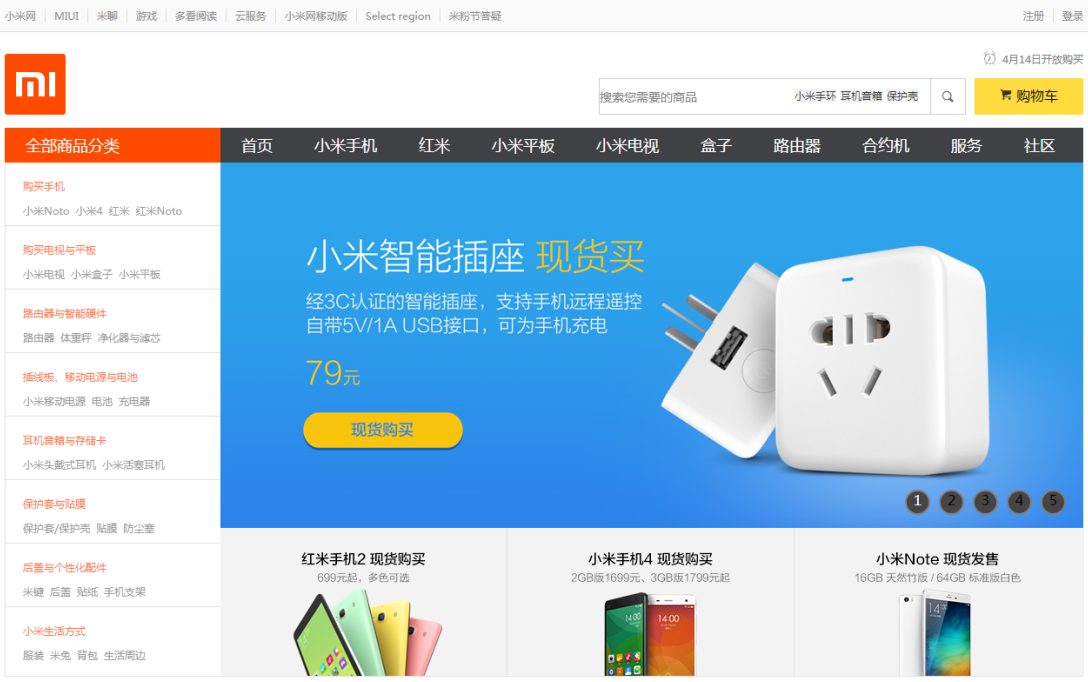 小米网 MIUI 米聊 游戏 多看阅读 云服务 小米网移动版 Select region 米粉节答疑 注册 登录
4月14日开放购买
mi
搜索您需要的商品 小米手环 耳机音箱 保护壳 购物车
全部商品分类 首页 小米手机 红米 小米平板 小米电视 盒子 路由器 合约机 服务 社区
购买手机
小米Noto 小米4 红米 红米Noto
购买电视与平板
小米电视 小米盒子 小米平板
路由器与智能硬件
路由器 体重秤 净化器与滤芯
插线板、移动电源与电池
小米移动电源 电池 充电器
耳机音箱与存储卡
小米头戴式耳机 小米活塞耳机
保护套与贴膜
保护套/保护壳 贴膜 防尘塞
后盖与个性化配件
米键 后盖 贴纸 手机支架
小米生活方式
服装 米兔 背包 生活周边
小米智能插座 现货买
经3C认证的智能插座，支持手机远程遥控
自带5V/1A USB接口，可为手机充电
79元
现货购买
1 2 3 4 5
红米手机2 现货购买
699元起，多色可选
小米手机4 现货购买
2GB版1699元、3GB版1799元起
14:00
14:00
小米Note 现货发售
16GB 天然竹版 / 64GB 标准版白色
14:00